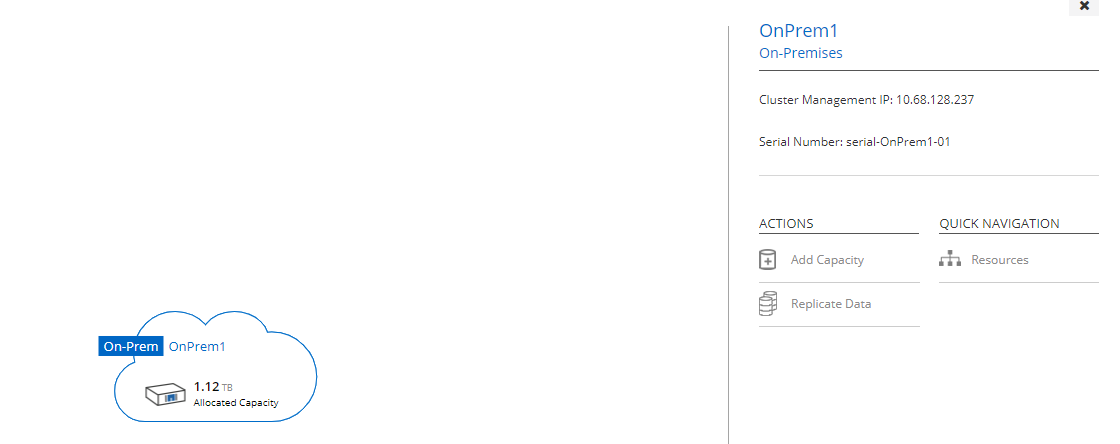 OnPrem1
On-Premises
Cluster Management IP: 10.68.128.237
Serial Number: serial-OnPrem1-01
ACTIONS
QUICK NAVIGATION
Add Capacity
Resources
Replicate Data
On-Prem OnPrem1
1.12 TB
Allocated Capacity